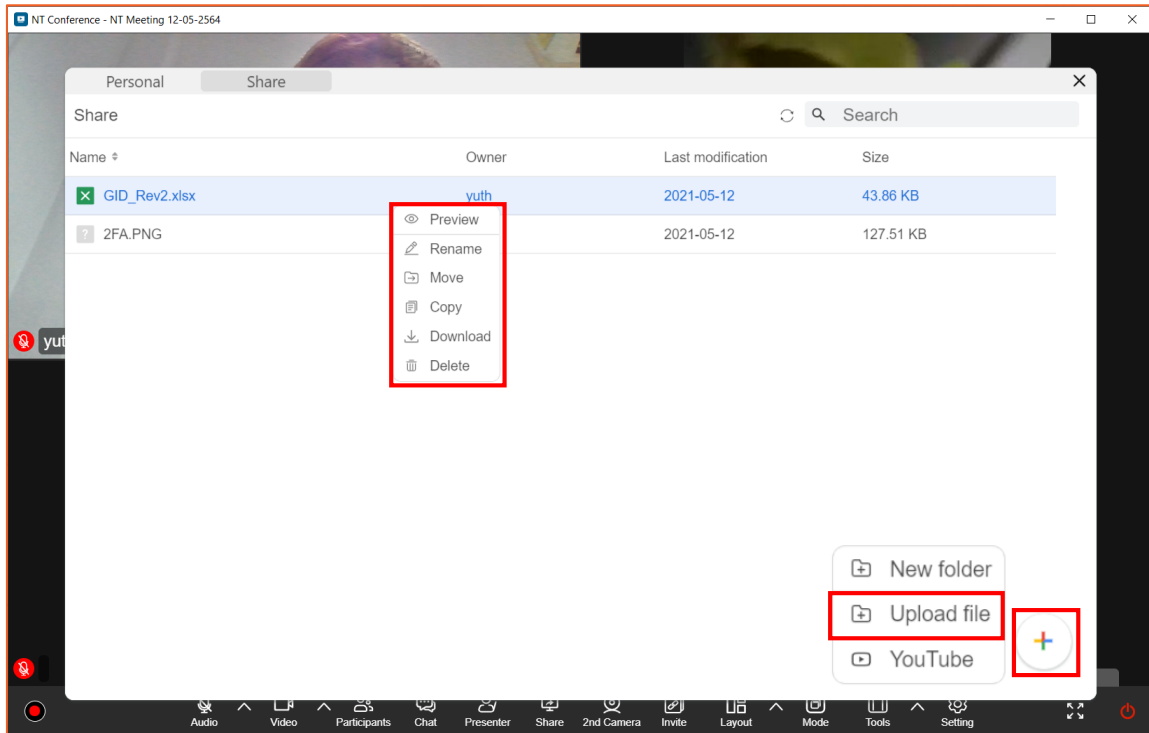 NT Conference - NT Meeting 12-05-2564
Personal Share
Share Search
Name Owner Last modification Size
GID_Rev2.xlsx yuth 2021-05-12 43.86 KB
2FA.PNG 2021-05-12 127.51 KB
Preview
Rename
Move
Copy
Download
Delete
yut
New folder
Upload file
YouTube
Audio Video Participants Chat Presenter Share 2nd Camera Invite Layout Mode Tools Setting